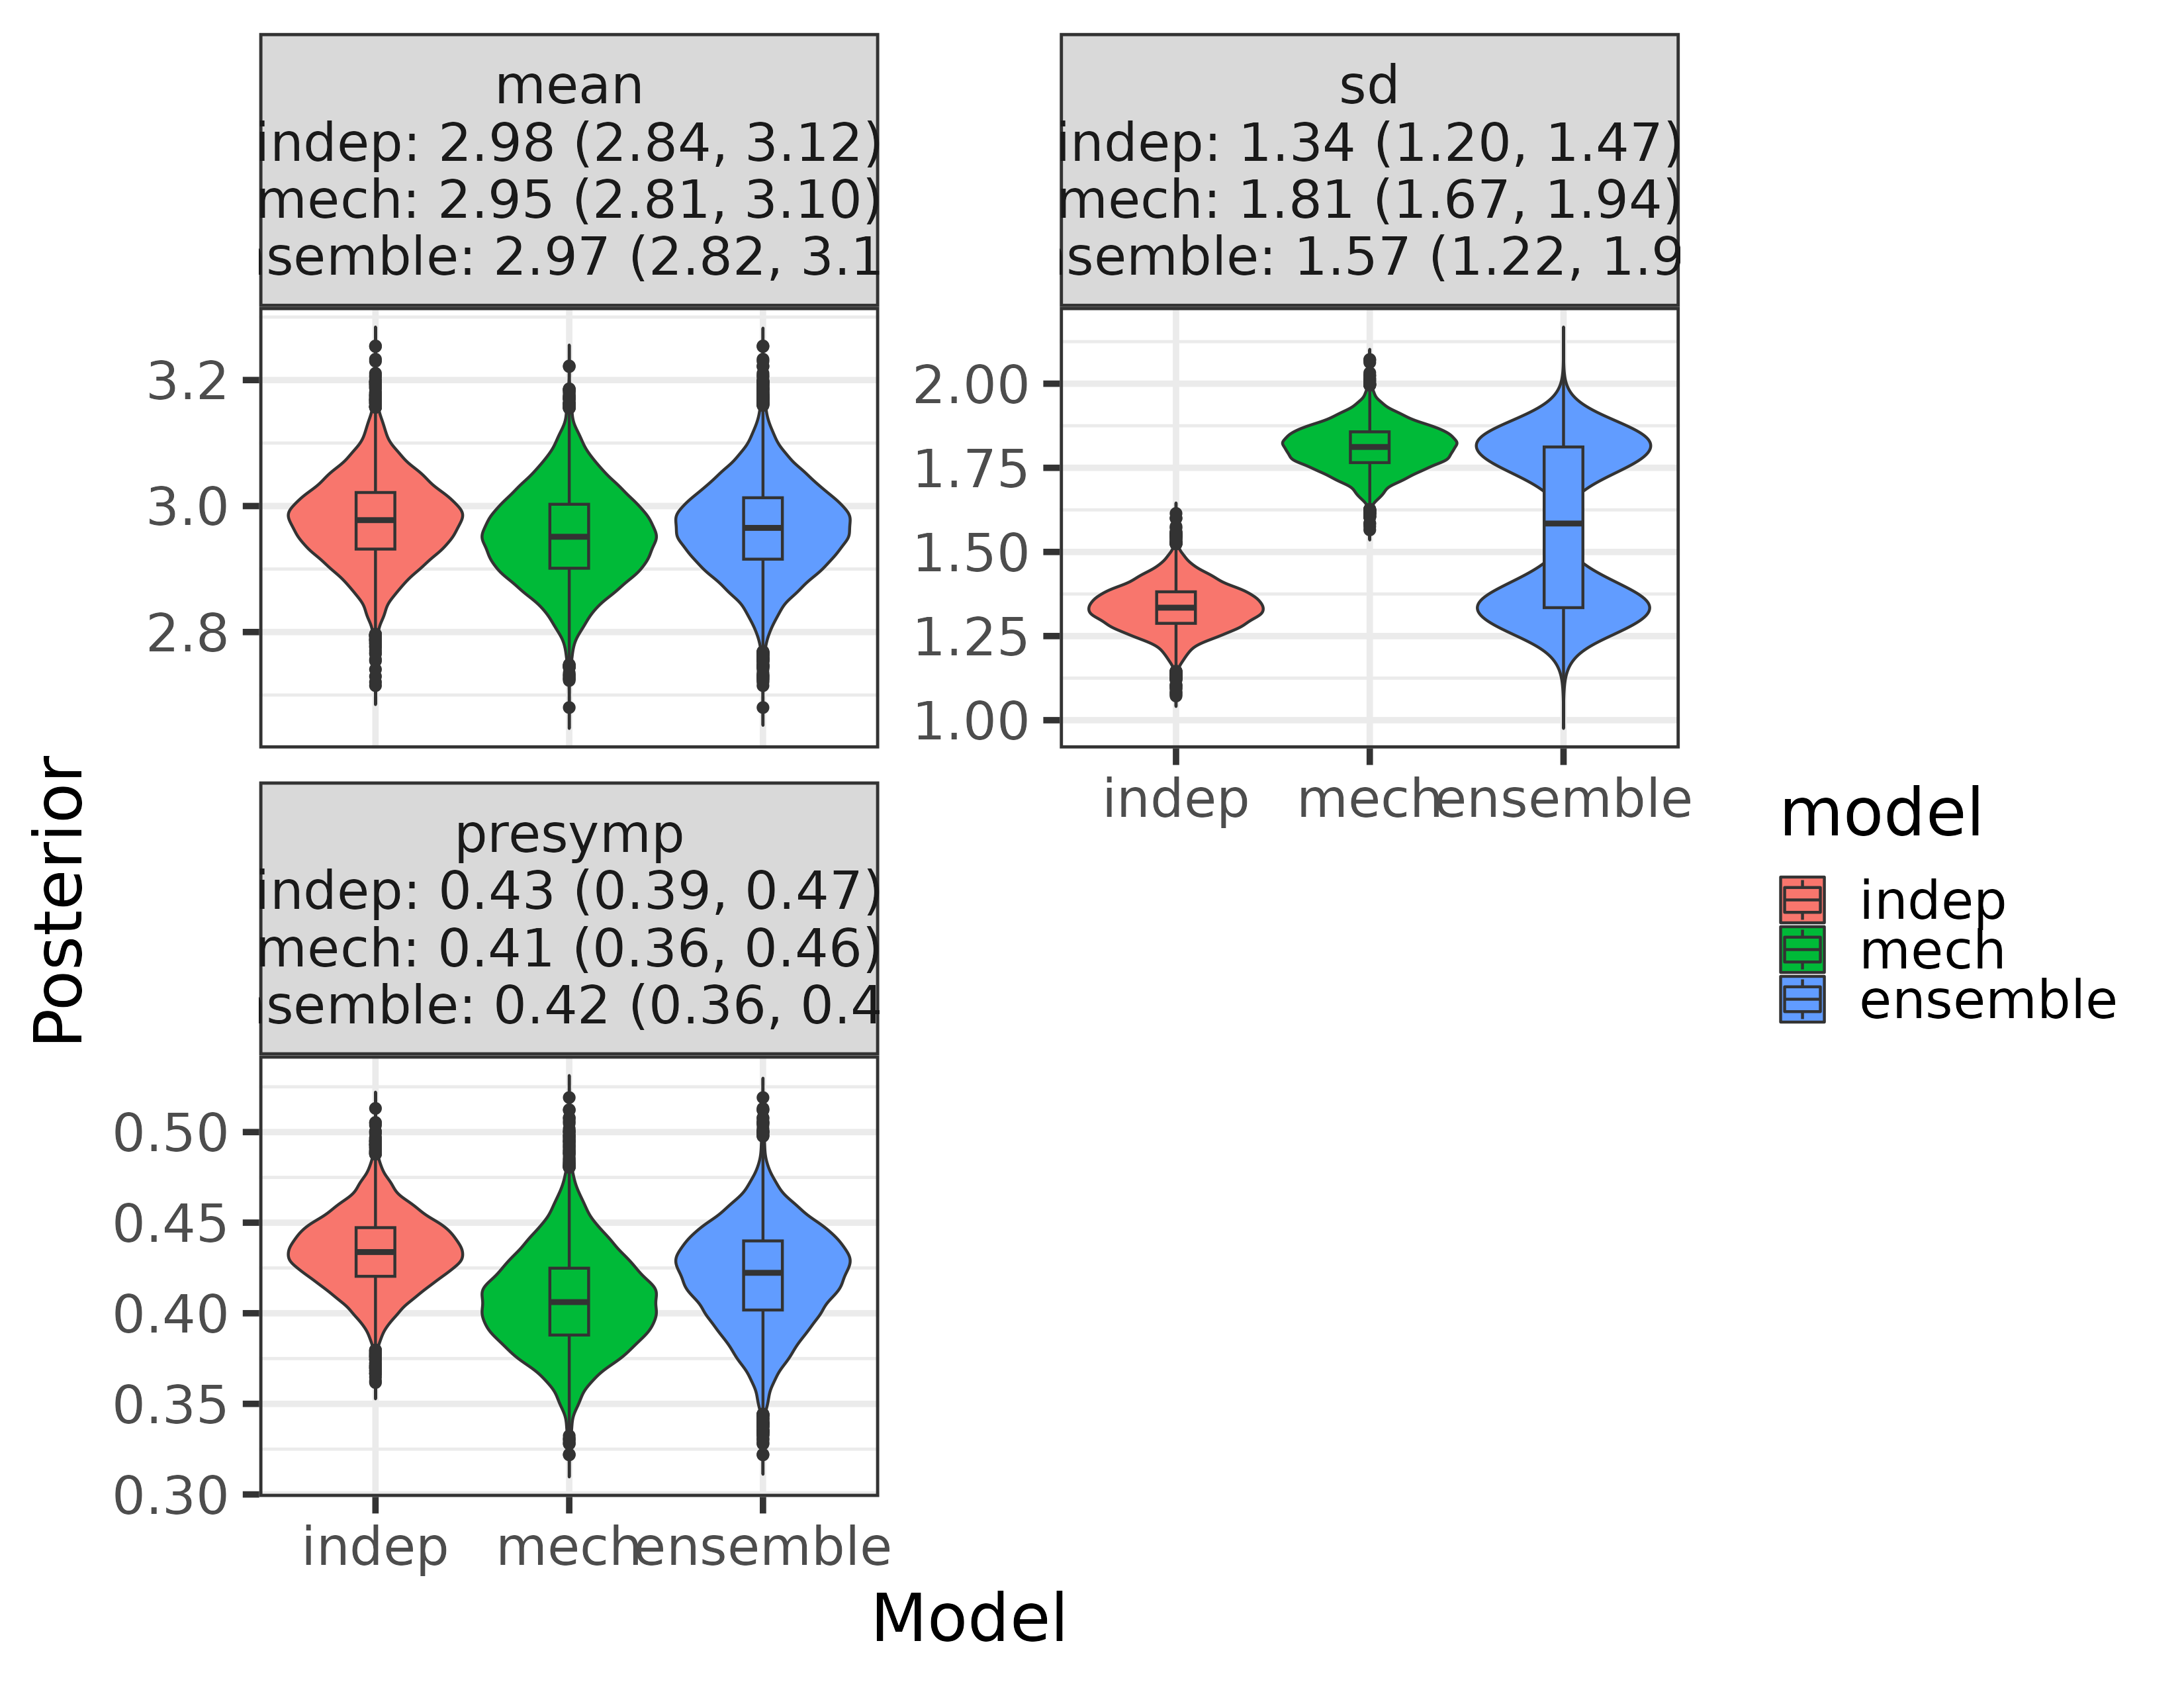 mean
indep: 2.98 (2.84, 3.12)
mech: 2.95 (2.81, 3.10)
semble: 2.97 (2.82, 3.1
sd
indep: 1.34 (1.20, 1.47)
mech: 1.81 (1.67, 1.94)
semble: 1.57 (1.22, 1.9
3.2
3.0
2.8
2.00
1.75
1.50
1.25
1.00
indep mech ensemble
presymp
indep: 0.43 (0.39, 0.47)
mech: 0.41 (0.36, 0.46)
semble: 0.42 (0.36, 0.4
0.50
0.45
0.40
0.35
0.30
indep mech ensemble
Posterior
Model
model
indep
mech
ensemble